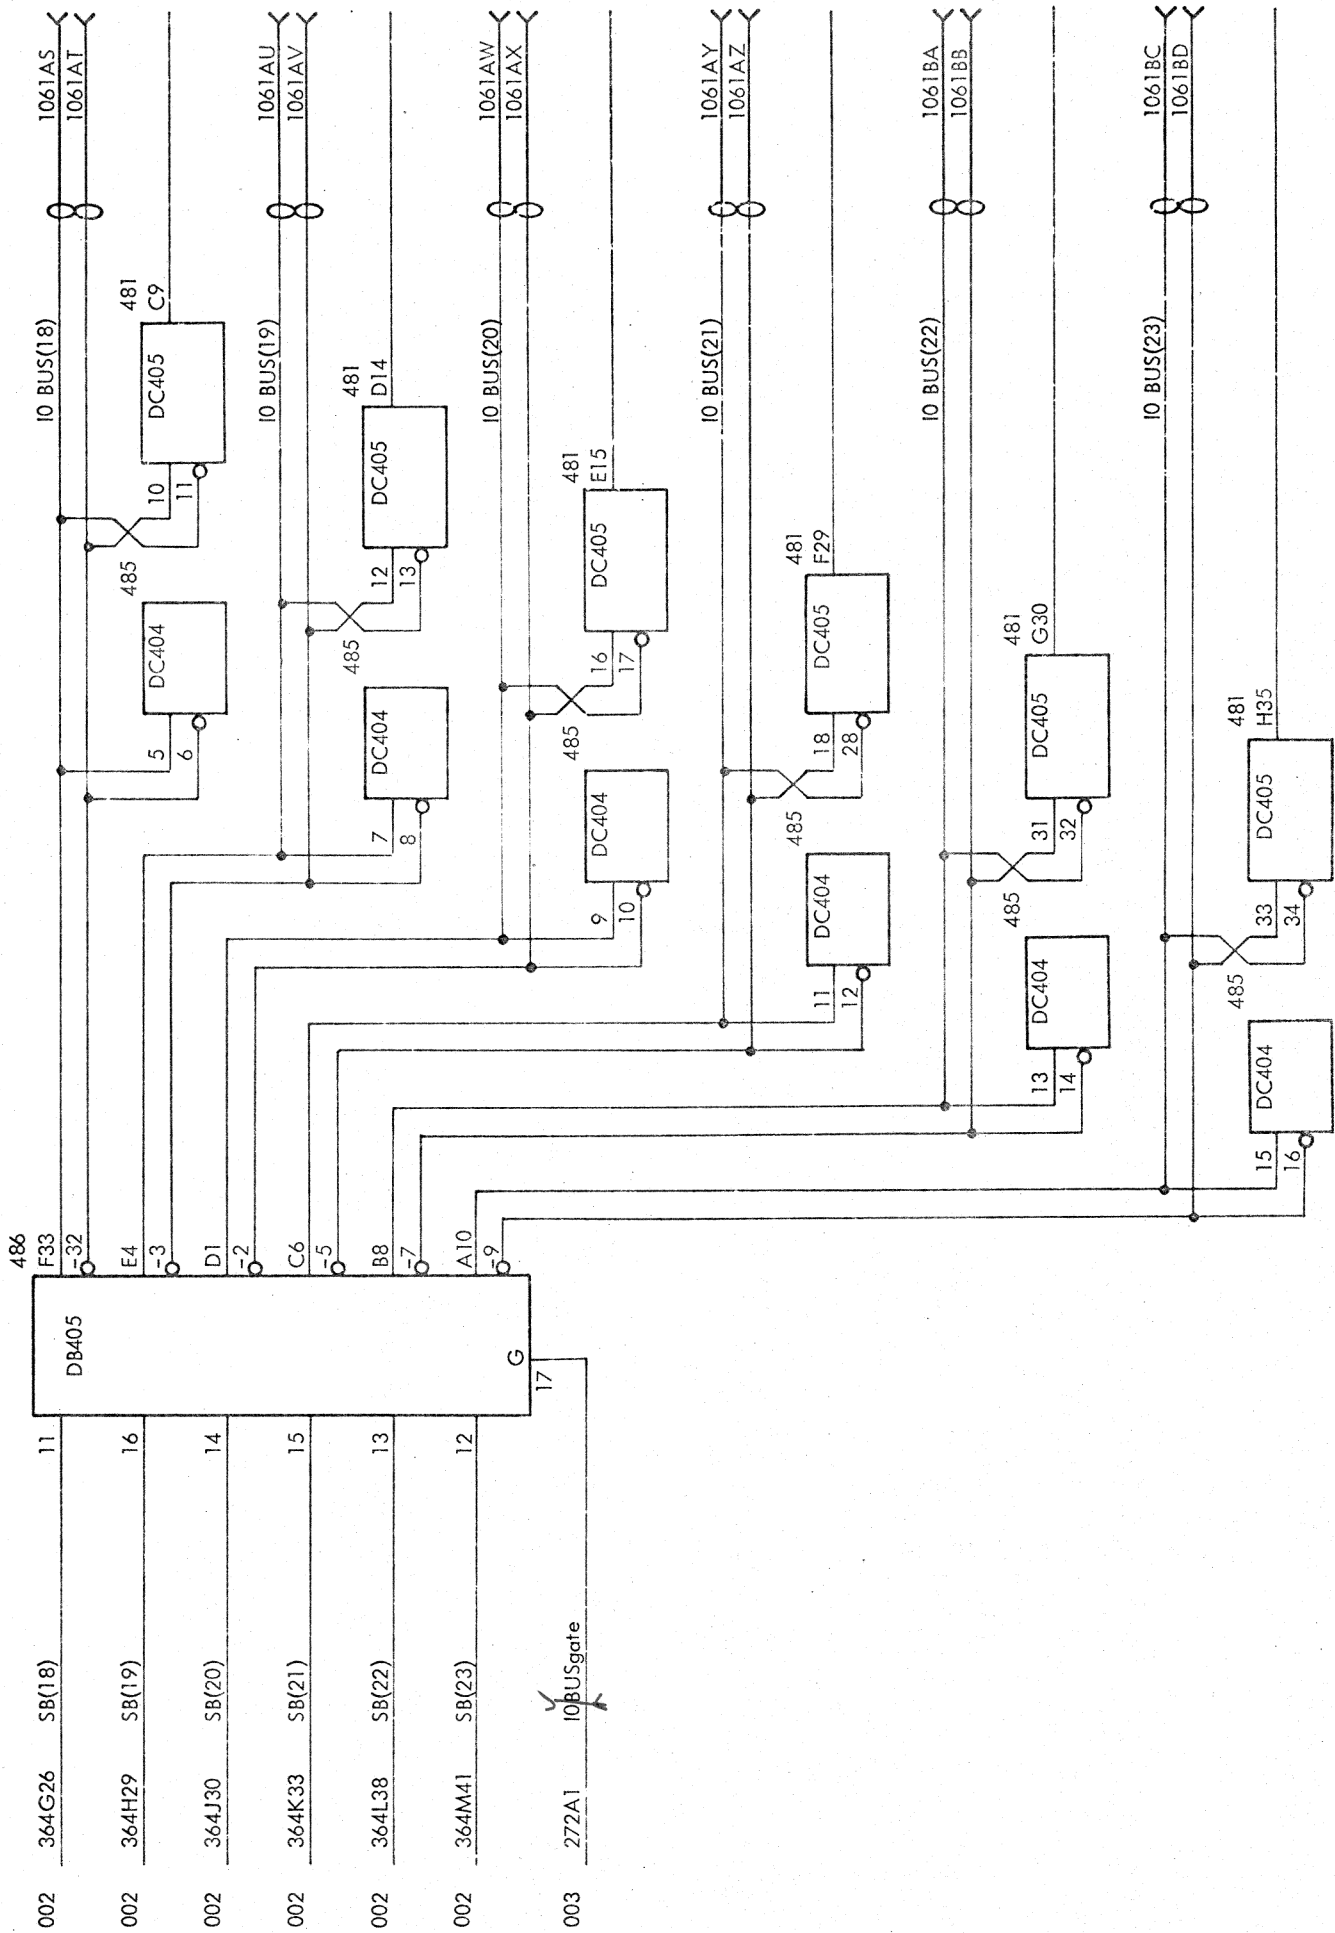 002 364G26 SB(18) 11
002 364H29 SB(19) 16
002 364J30 SB(20) 14
002 364K33 SB(21) 15
002 364L38 SB(22) 13
002 364M41 SB(23) 12
003 272A1 IOBUSgate 17
486
DB405
G
F33
-32
E4
-3
D1
-2
C6
-5
B8
-7
A10
-9
5
6
DC404
485
10
11
DC405
481
C9
IO BUS(18)
1061AS
1061AT
7
8
DC404
485
12
13
DC405
481
D14
IO BUS(19)
1061AU
1061AV
9
10
DC404
485
16
17
DC405
481
E15
IO BUS(20)
1061AW
1061AX
11
12
DC404
485
18
28
DC405
481
F29
IO BUS(21)
1061AY
1061AZ
13
14
DC404
485
31
32
DC405
481
G30
IO BUS(22)
1061BA
1061BB
15
16
DC404
485
33
34
DC405
481
H35
IO BUS(23)
1061BC
1061BD